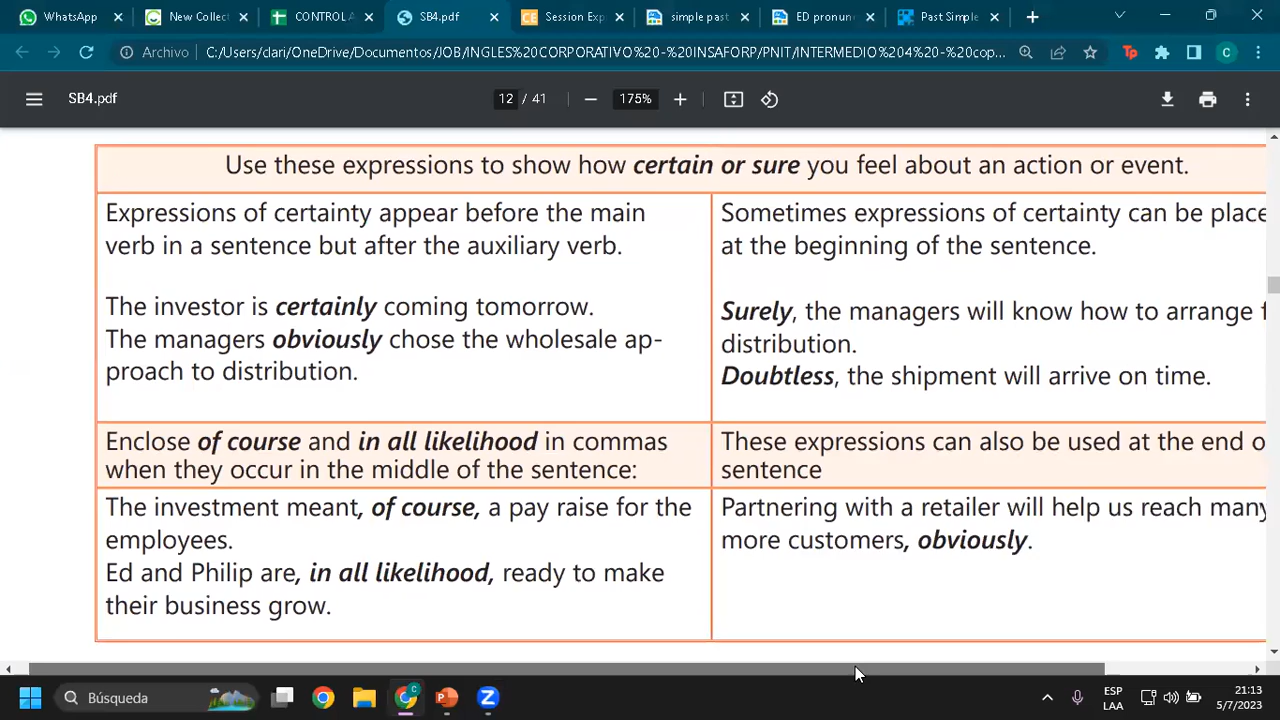 WhatsApp
New Collect
CONTROL A
SB4.pdf
Session Exp
simple past
ED pronun
Past Simple
Archivo
C:/Users/clari/OneDrive/Documentos/JOB/INGLES%20CORPORATIVO%20-%20INSAFORP/PNIT/INTERMEDIO%204%20-%20cop...
C
SB4.pdf
12 / 41
175%
Use these expressions to show how certain or sure you feel about an action or event.
Expressions of certainty appear before the main
verb in a sentence but after the auxiliary verb.
The investor is certainly coming tomorrow.
The managers obviously chose the wholesale ap-
proach to distribution.
Sometimes expressions of certainty can be place
at the beginning of the sentence.
Surely, the managers will know how to arrange f
distribution.
Doubtless, the shipment will arrive on time.
Enclose of course and in all likelihood in commas
when they occur in the middle of the sentence:
These expressions can also be used at the end o
sentence
The investment meant, of course, a pay raise for the
employees.
Ed and Philip are, in all likelihood, ready to make
their business grow.
Partnering with a retailer will help us reach many
more customers, obviously.
Búsqueda
ESP
LAA
21:13
5/7/2023